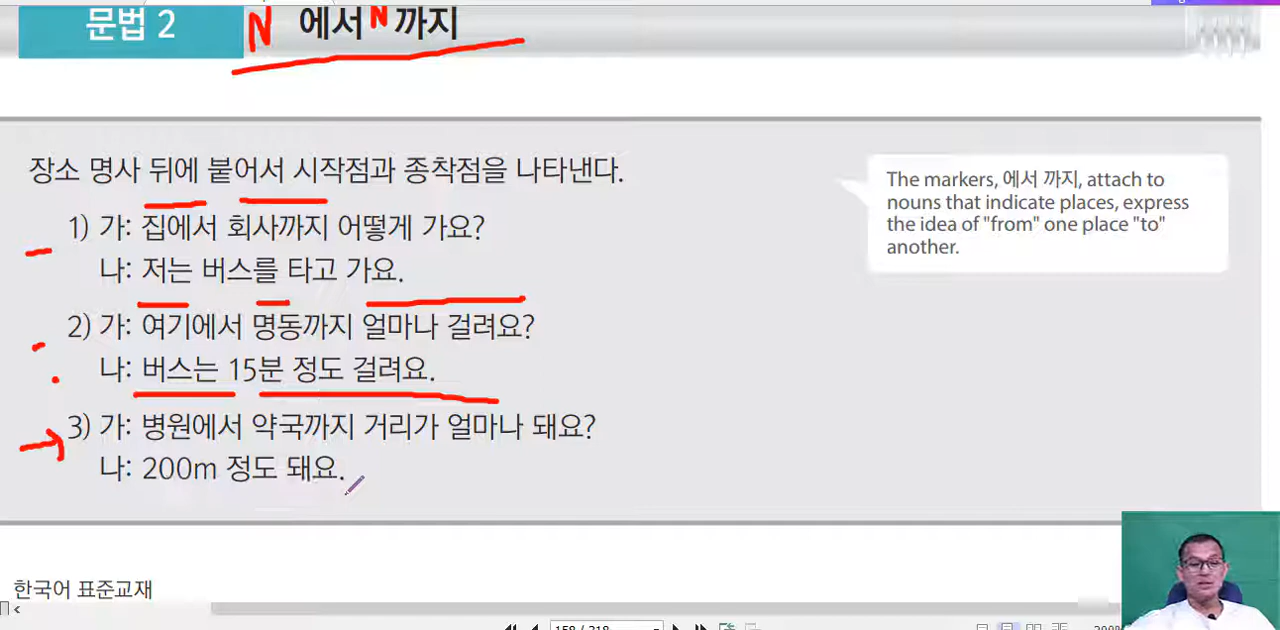 문법 2 N 에서 N 까지
장소 명사 뒤에 붙어서 시작점과 종착점을 나타낸다.
1) 가: 집에서 회사까지 어떻게 가요?
나: 저는 버스를 타고 가요.
2) 가: 여기에서 명동까지 얼마나 걸려요?
나: 버스는 15분 정도 걸려요.
3) 가: 병원에서 약국까지 거리가 얼마나 돼요?
나: 200m 정도 돼요.
The markers, 에서 까지, attach to
nouns that indicate places, express
the idea of "from" one place "to"
another.
한국어 표준교재